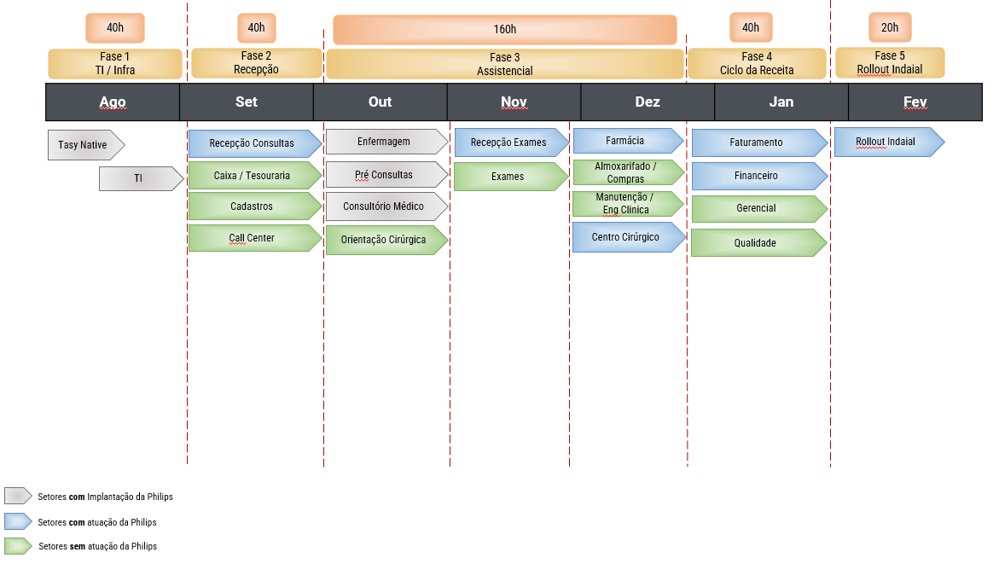 40h
40h
160h
40h
20h
Fase 1
TI / Infra
Fase 2
Recepção
Fase 3
Assistencial
Fase 4
Ciclo da Receita
Fase 5
Rollout Indaial
Ago
Set
Out
Nov
Dez
Jan
Fev
Tasy Native
TI
Recepção Consultas
Caixa / Tesouraria
Cadastros
Call Center
Enfermagem
Pré Consultas
Consultório Médico
Orientação Cirúrgica
Recepção Exames
Exames
Farmácia
Almoxarifado /
Compras
Manutenção /
Eng Clinica
Centro Cirúrgico
Faturamento
Financeiro
Gerencial
Qualidade
Rollout Indaial
Setores com Implantação da Philips
Setores com atuação da Philips
Setores sem atuação da Philips